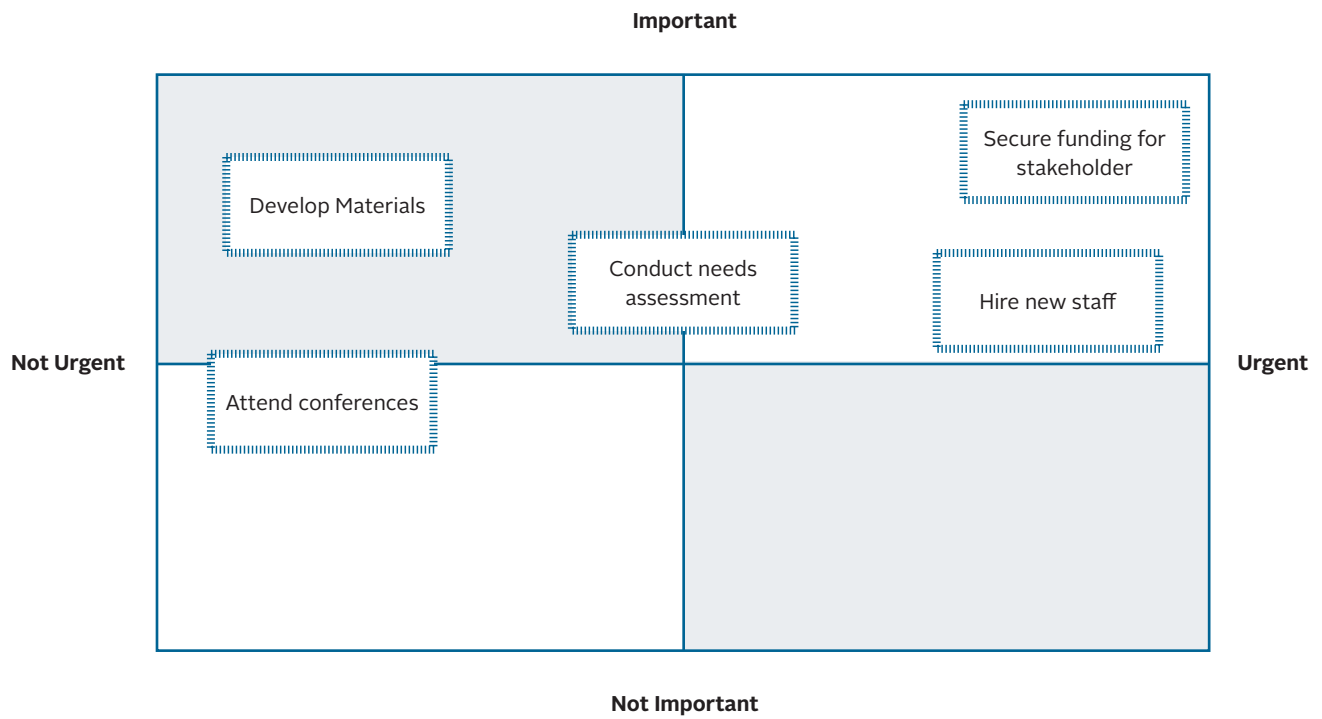 Important
Secure funding for
stakeholder
Develop Materials
Conduct needs
assessment
Hire new staff
Not Urgent
Urgent
Attend conferences
Not Important